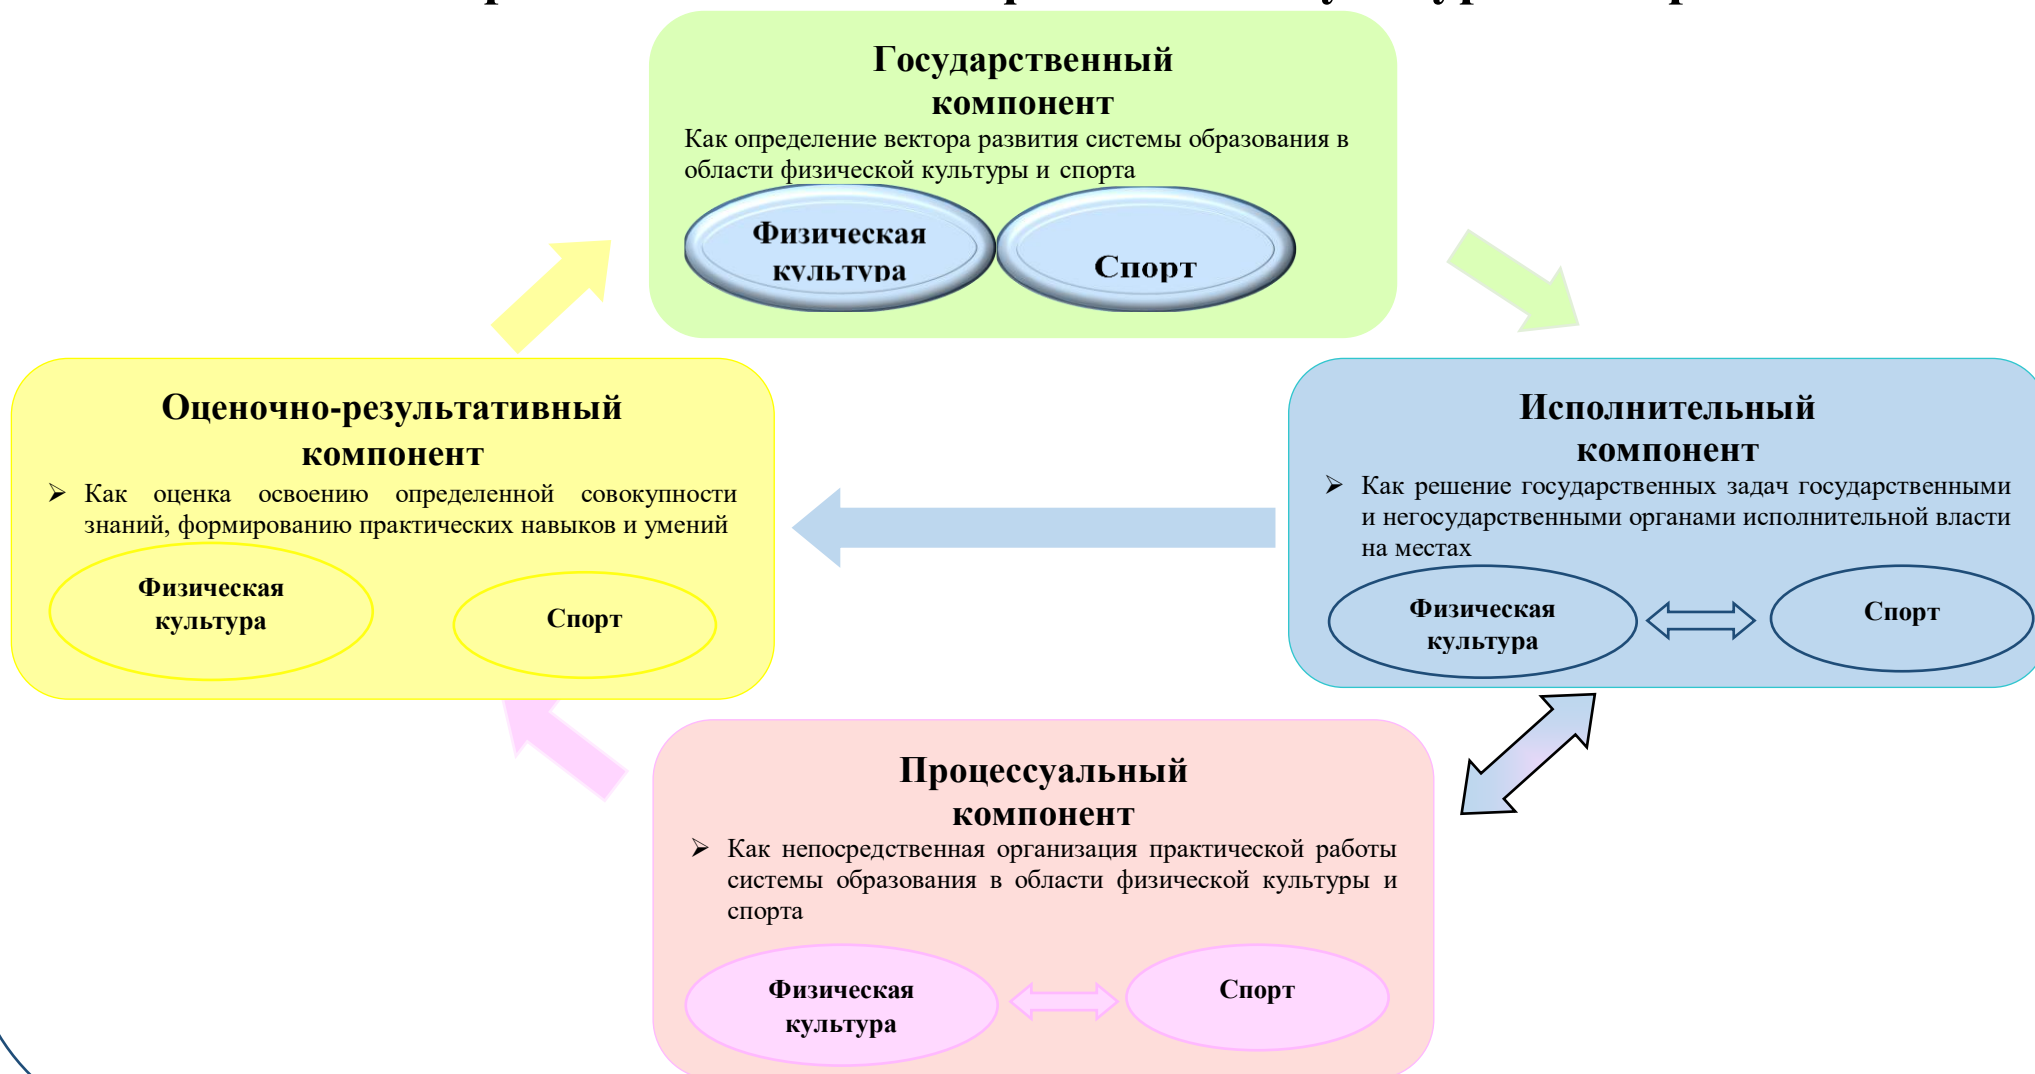 Государственный
компонент
Как определение вектора развития системы образования в
области физической культуры и спорта
Физическая
культура
Спорт
Оценочно-результативный
компонент
➢ Как оценка освоению определенной совокупности
знаний, формированию практических навыков и умений
Физическая
культура
Спорт
Исполнительный
компонент
➢ Как решение государственных задач государственными
и негосударственными органами исполнительной власти
на местах
Физическая
культура
Спорт
Процессуальный
компонент
➢ Как непосредственная организация практической работы
системы образования в области физической культуры и
спорта
Физическая
культура
Спорт